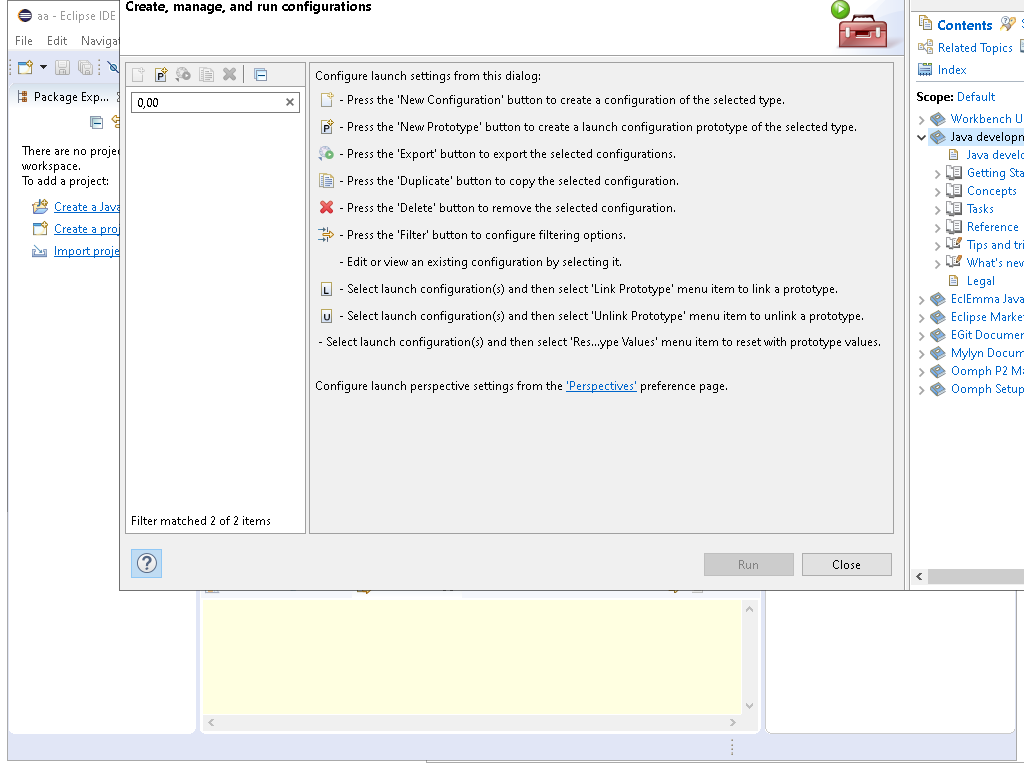 aa - Eclipse IDE
File Edit
Package Exp...
There are no
workspace.
To add a project:
Create a Java
Create a
Import
Create, manage, and run configurations
0,00
Filter matched 2 of 2 items
Configure launch settings from this dialog:
- Press the 'New Configuration' button to create a configuration of the selected type.
- Press the 'New Prototype' button to create a launch configuration prototype of the selected type.
- Press the 'Export' button to export the selected configurations.
- Press the 'Duplicate' button to copy the selected configuration.
- Press the 'Delete' button to remove the selected configuration.
- Press the 'Filter' button to configure filtering options.
- Edit or view an existing configuration by selecting it.
- Select launch configuration(s) and then select 'Link Prototype' menu item to link a prototype.
- Select launch configuration(s) and then select 'Unlink Prototype' menu item to unlink a prototype.
- Select launch configuration(s) and then select 'Res...ype Values' menu item to reset with prototype values.
Configure launch perspective settings from the 'Perspectives' preference page.
Run Close
Contents
Related Topics
Index
Scope: Default
Workbench U
Java developn
Java develo
Getting Sta
Concepts
Tasks
Reference
Tips and tri
What's new
Legal
EclEmma Java
Eclipse Marke
EGit Documer
Mylyn Docum
Oomph P2 Ma
Oomph Setup